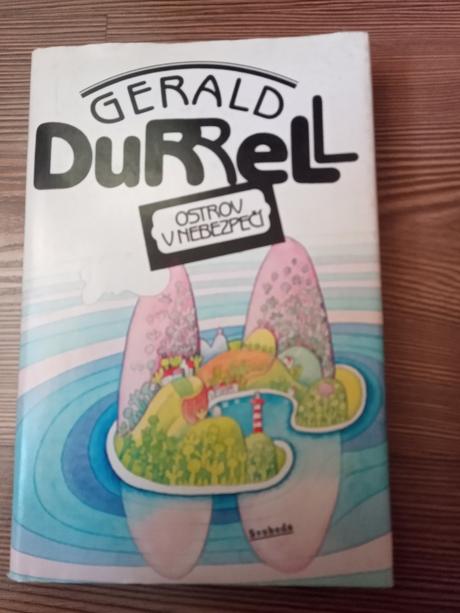 GERALD
DuRReLL
OSTROV
V NEBEZPEČÍ
Svoboda